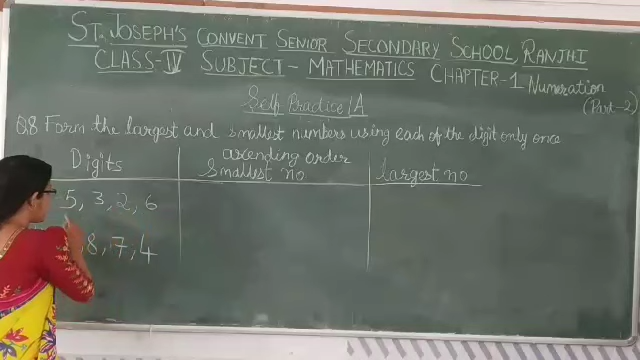 ST. JOSEPH'S CONVENT SENIOR SECONDARY SCHOOL, RANJHI
CLASS-IV SUBJECT - MATHEMATICS CHAPTER-1 Numeration
(Part-2)
Self Practice 1A
Q.8 Form the largest and smallest numbers using each of the digit only once
Digits ascending order smallest no largest no
5, 3, 2, 6
, 8, 7, 4